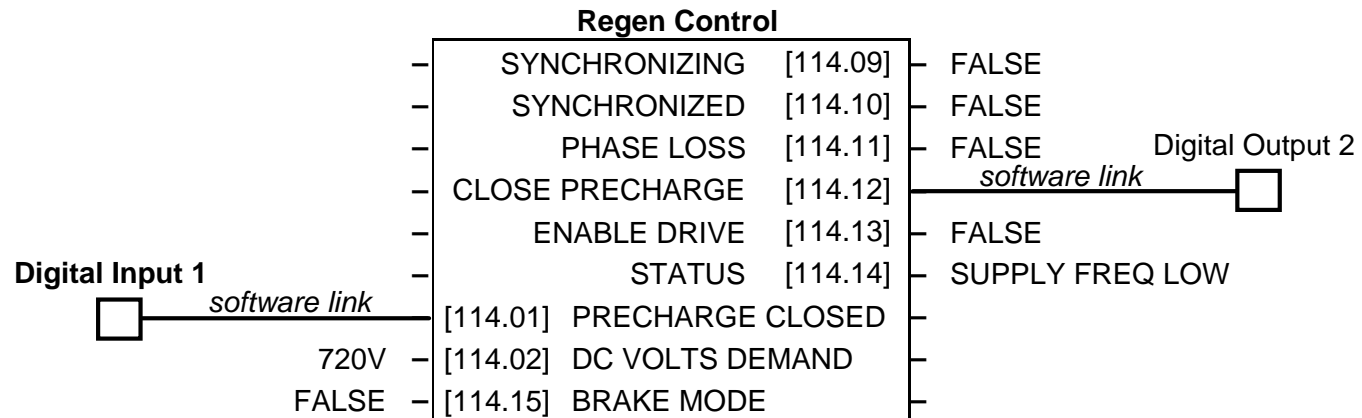 Regen Control
SYNCHRONIZING [114.09] – FALSE
SYNCHRONIZED [114.10] – FALSE
PHASE LOSS [114.11] – FALSE
Digital Output 2
CLOSE PRECHARGE [114.12] software link
ENABLE DRIVE [114.13] – FALSE
STATUS [114.14] – SUPPLY FREQ LOW
Digital Input 1
software link [114.01] PRECHARGE CLOSED
720V – [114.02] DC VOLTS DEMAND
FALSE – [114.15] BRAKE MODE